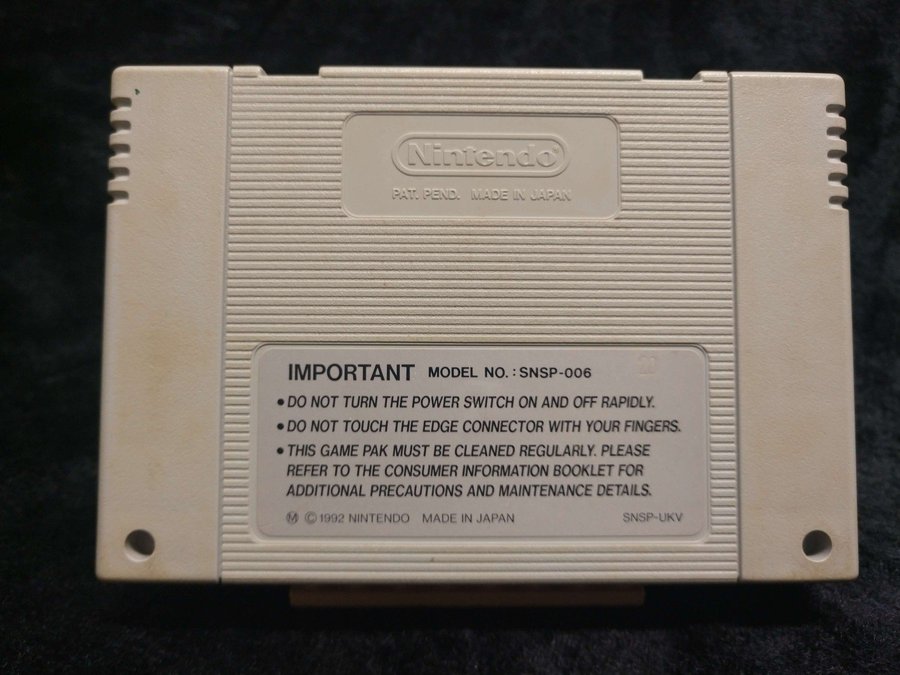 Nintendo®
PAT. PEND. MADE IN JAPAN
20
IMPORTANT MODEL NO. : SNSP-006
• DO NOT TURN THE POWER SWITCH ON AND OFF RAPIDLY.
• DO NOT TOUCH THE EDGE CONNECTOR WITH YOUR FINGERS.
• THIS GAME PAK MUST BE CLEANED REGULARLY. PLEASE
REFER TO THE CONSUMER INFORMATION BOOKLET FOR
ADDITIONAL PRECAUTIONS AND MAINTENANCE DETAILS.
Ⓜ © 1992 NINTENDO MADE IN JAPAN SNSP-UKV